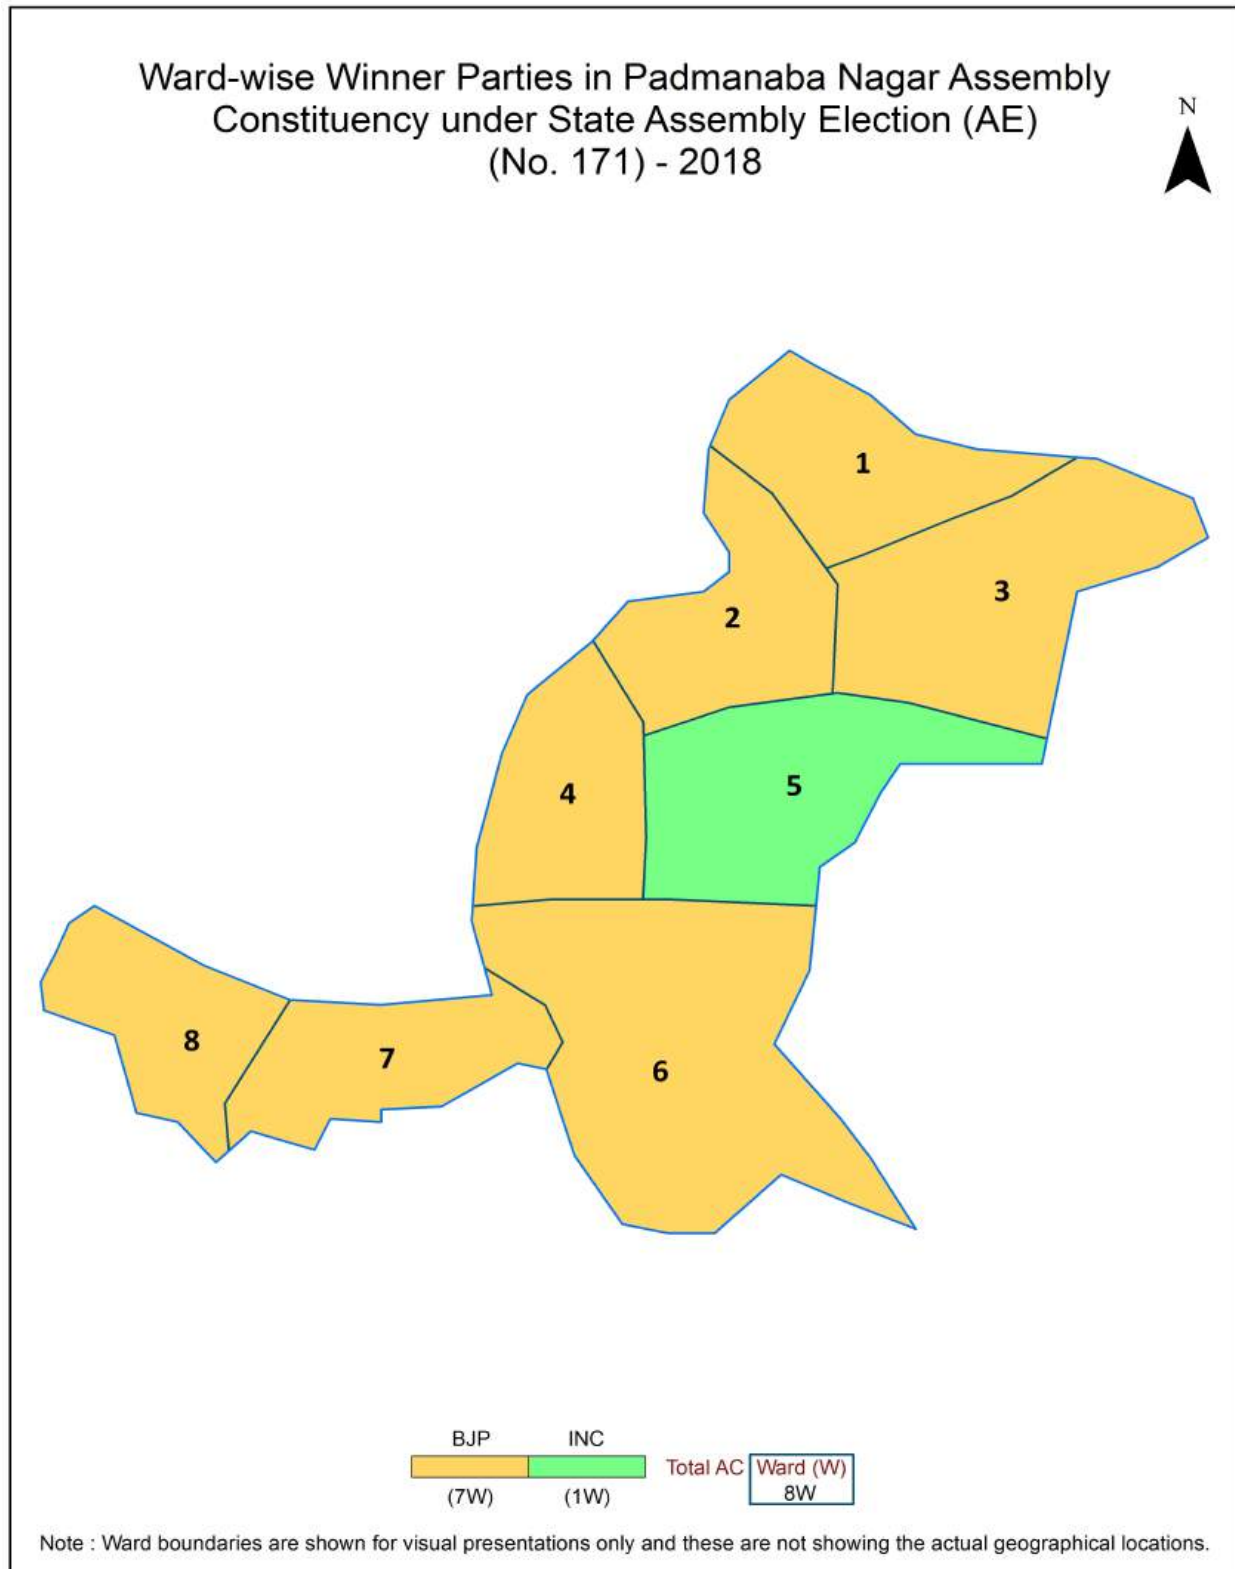 Ward-wise Winner Parties in Padmanaba Nagar Assembly
Constituency under State Assembly Election (AE)
(No. 171) - 2018
N
1
3
2
4
5
8
7
6
BJP INC
Total AC Ward (W)
(7W) (1W) 8W
Note : Ward boundaries are shown for visual presentations only and these are not showing the actual geographical locations.